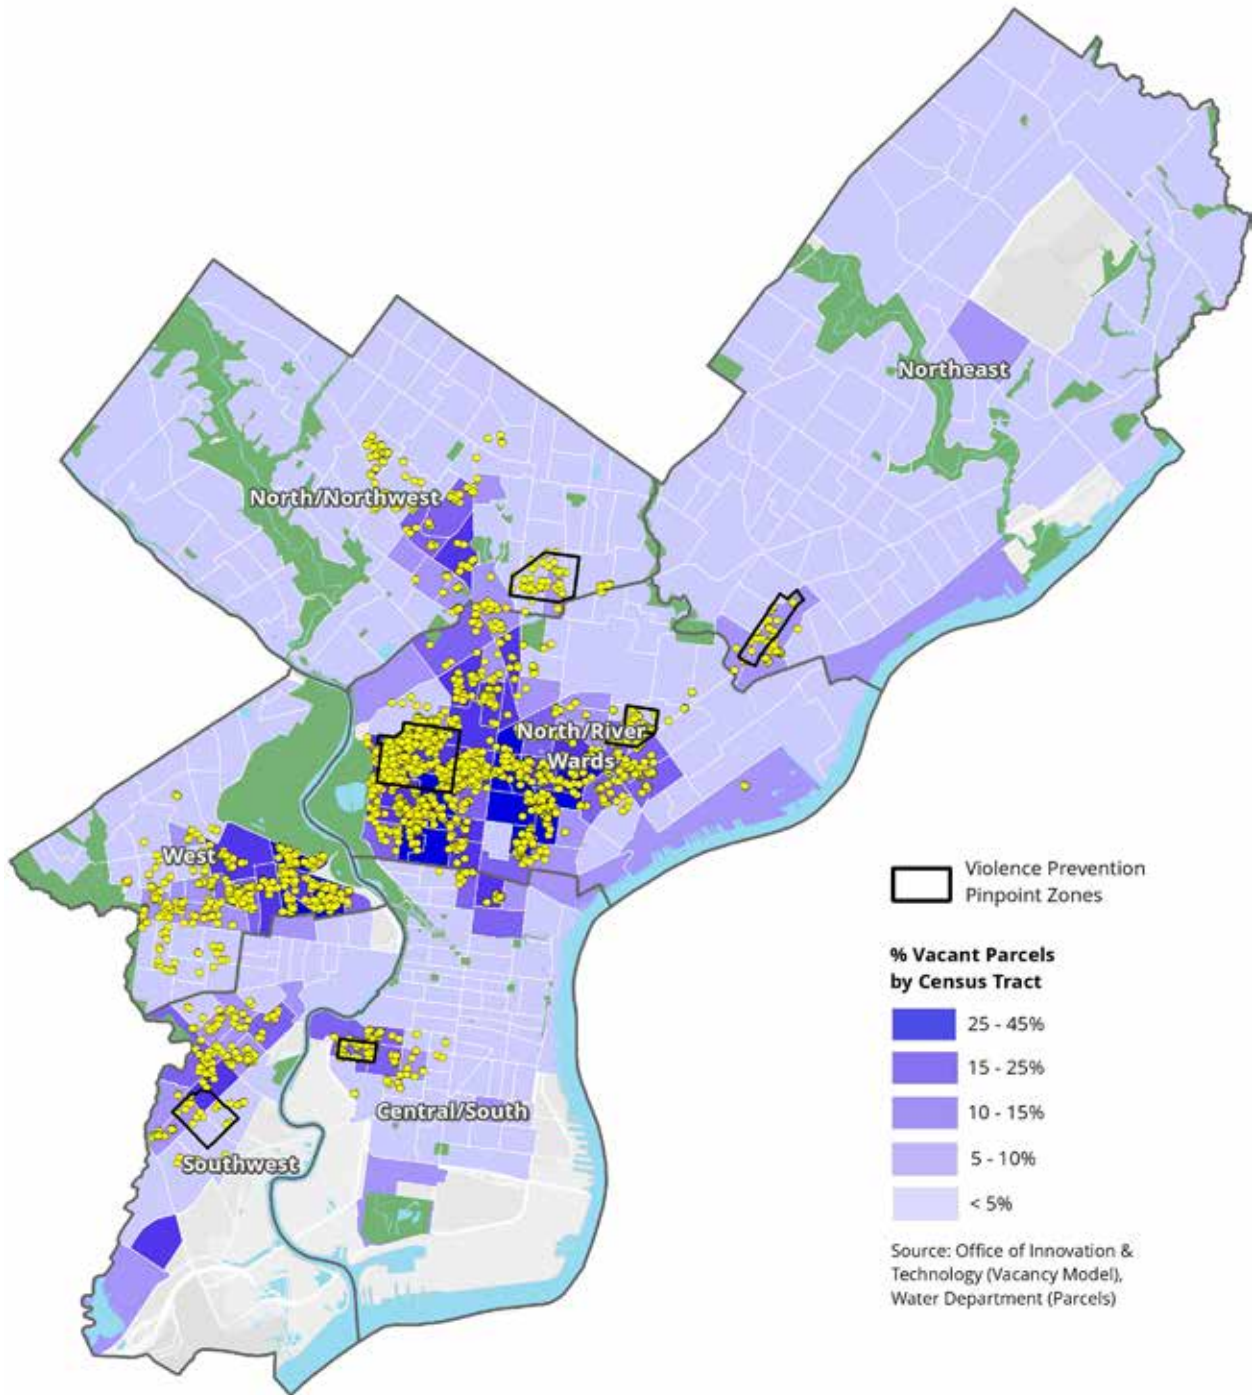 Northeast
North/Northwest
North/River
Wards
West
Central/South
Southwest
Violence Prevention
Pinpoint Zones
% Vacant Parcels
by Census Tract
25 - 45%
15 - 25%
10 - 15%
5 - 10%
< 5%
Source: Office of Innovation &
Technology (Vacancy Model),
Water Department (Parcels)